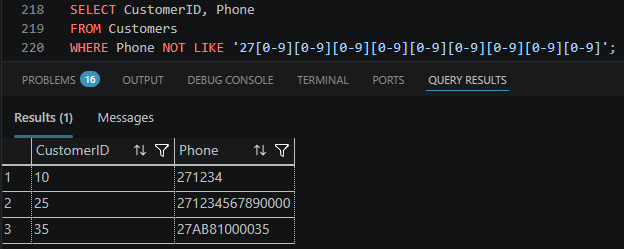 218 SELECT CustomerID, Phone
219 FROM Customers
220 WHERE Phone NOT LIKE '27[0-9][0-9][0-9][0-9][0-9][0-9][0-9][0-9][0-9]';
PROBLEMS 16 OUTPUT DEBUG CONSOLE TERMINAL PORTS QUERY RESULTS
Results (1) Messages
CustomerID Phone
1 10 271234
2 25 271234567890000
3 35 27AB81000035